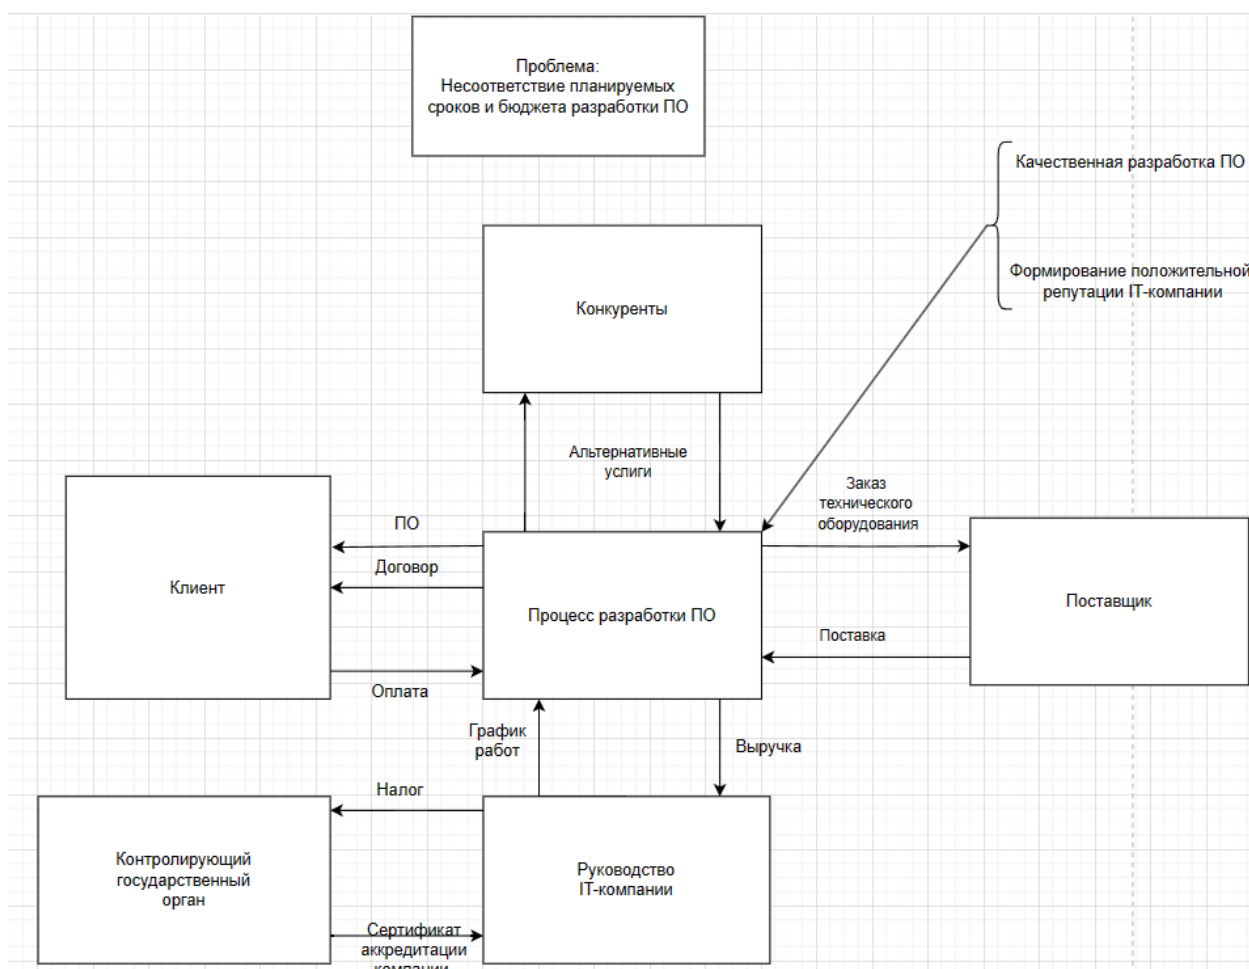 Проблема:
Несоответствие планируемых
сроков и бюджета разработки ПО
Качественная разработка ПО
Формирование положительной
репутации IT-компании
Конкуренты
Альтернативные
услиги
Заказ
технического
оборудования
ПО
Договор
Клиент
Процесс разработки ПО
Поставщик
Поставка
Оплата
График
работ
Выручка
Налог
Контролирующий
государственный
орган
Руководство
IT-компании
Сертификат
аккредитации
компании